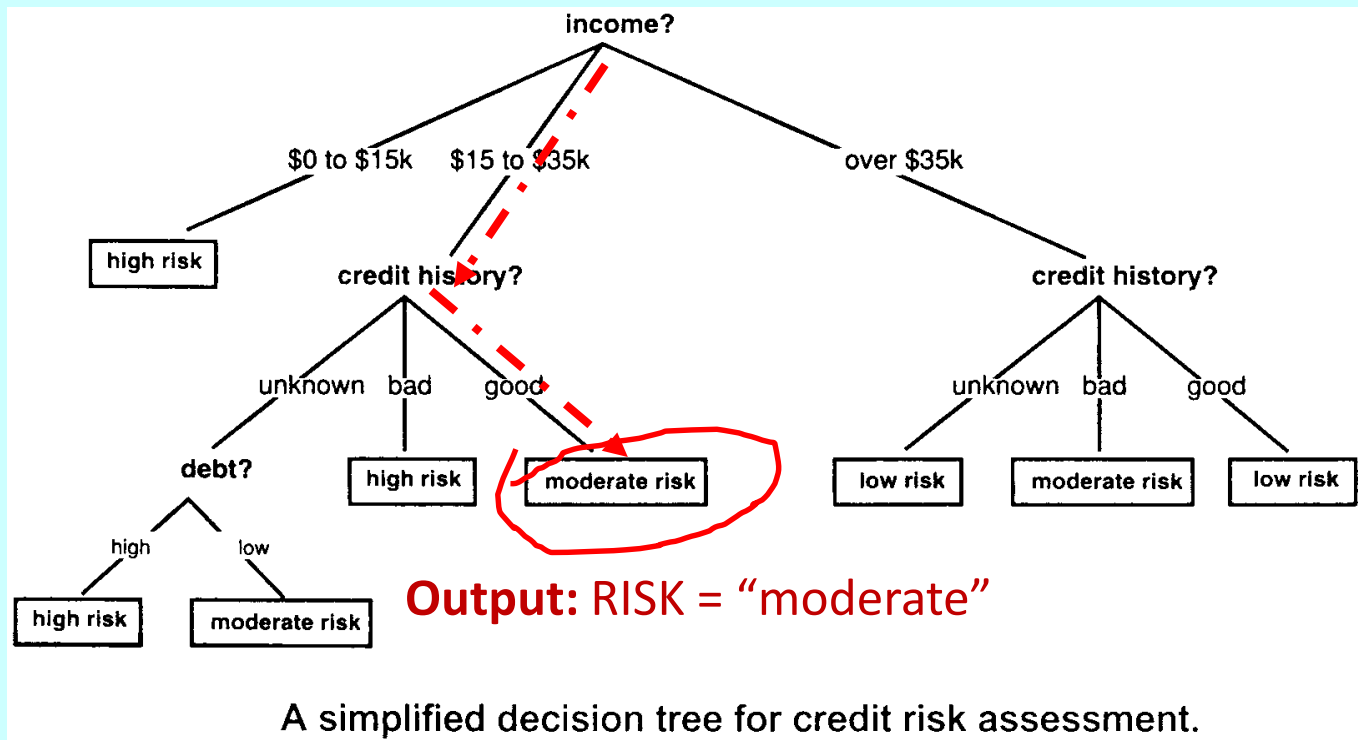 income?
$0 to $15k $15 to $35k over $35k
high risk
credit history? credit history?
unknown bad good unknown bad good
debt?
high risk moderate risk low risk moderate risk low risk
high low
high risk moderate risk
Output: RISK = “moderate”
A simplified decision tree for credit risk assessment.